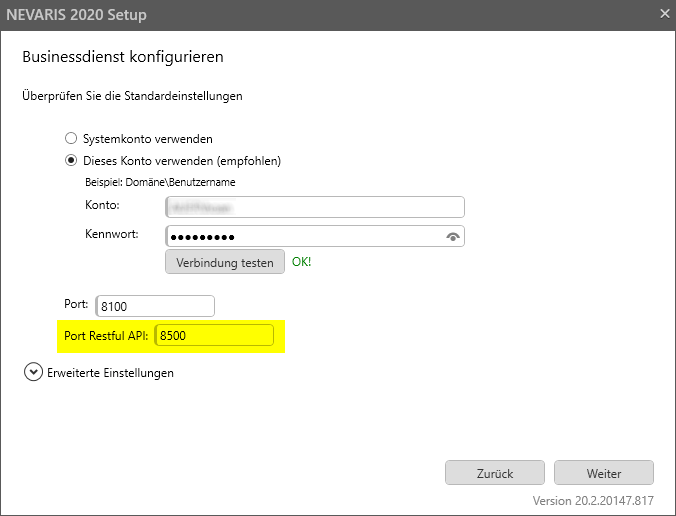 NEVARIS 2020 Setup
Businessdienst konfigurieren
Überprüfen Sie die Standardeinstellungen
Systemkonto verwenden
Dieses Konto verwenden (empfohlen)
Beispiel: Domäne\Benutzername
Konto:
Kennwort: ●●●●●●●●●
Verbindung testen OK!
Port: 8100
Port Restful API: 8500
Erweiterte Einstellungen
Zurück Weiter
Version 20.2.20147.817